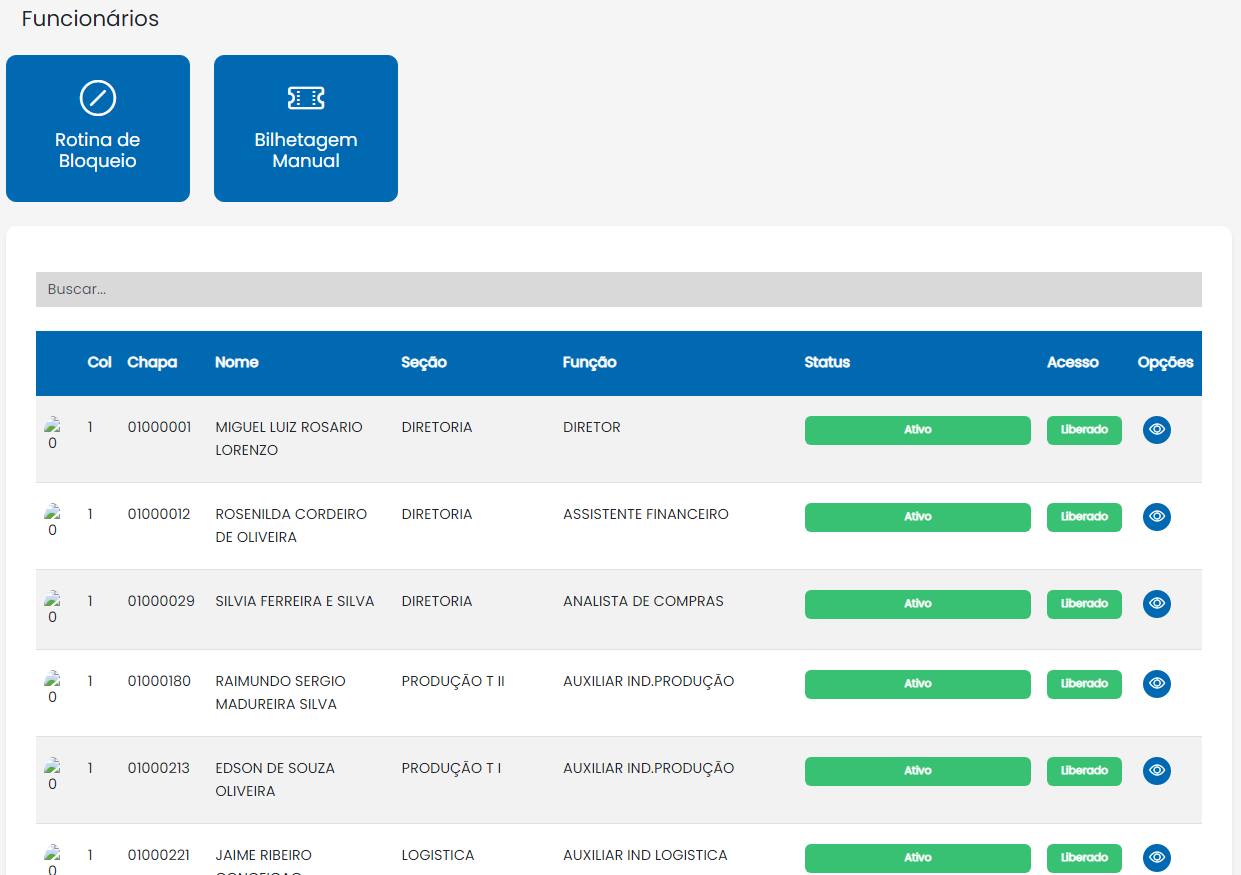 Funcionários
Rotina de
Bloqueio
Bilhetagem
Manual
Buscar...
Col Chapa Nome Seção Função Status Acesso Opções
0 1 01000001 MIGUEL LUIZ ROSARIO LORENZO DIRETORIA DIRETOR Ativo Liberado
0 1 01000012 ROSENILDA CORDEIRO DE OLIVEIRA DIRETORIA ASSISTENTE FINANCEIRO Ativo Liberado
0 1 01000029 SILVIA FERREIRA E SILVA DIRETORIA ANALISTA DE COMPRAS Ativo Liberado
0 1 01000180 RAIMUNDO SERGIO MADUREIRA SILVA PRODUÇÃO T II AUXILIAR IND.PRODUÇÃO Ativo Liberado
0 1 01000213 EDSON DE SOUZA OLIVEIRA PRODUÇÃO T I AUXILIAR IND.PRODUÇÃO Ativo Liberado
0 1 01000221 JAIME RIBEIRO LOGISTICA AUXILIAR IND LOGISTICA Ativo Liberado